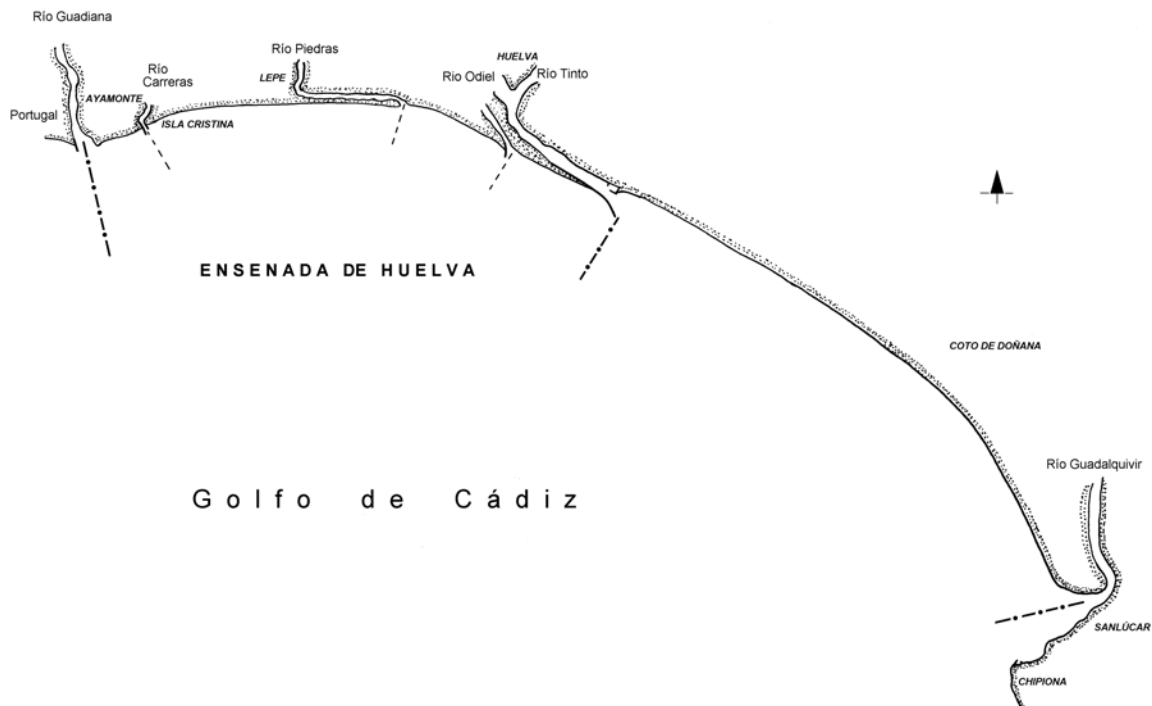 Río Guadiana
Río Piedras
HUELVA
Río
Carreras
LEPE
Rio Odiel
Río Tinto
AYAMONTE
Portugal
ISLA CRISTINA
ENSENADA DE HUELVA
COTO DE DOÑANA
Río Guadalquivir
Golfo de Cádiz
SANLÚCAR
CHIPIONA